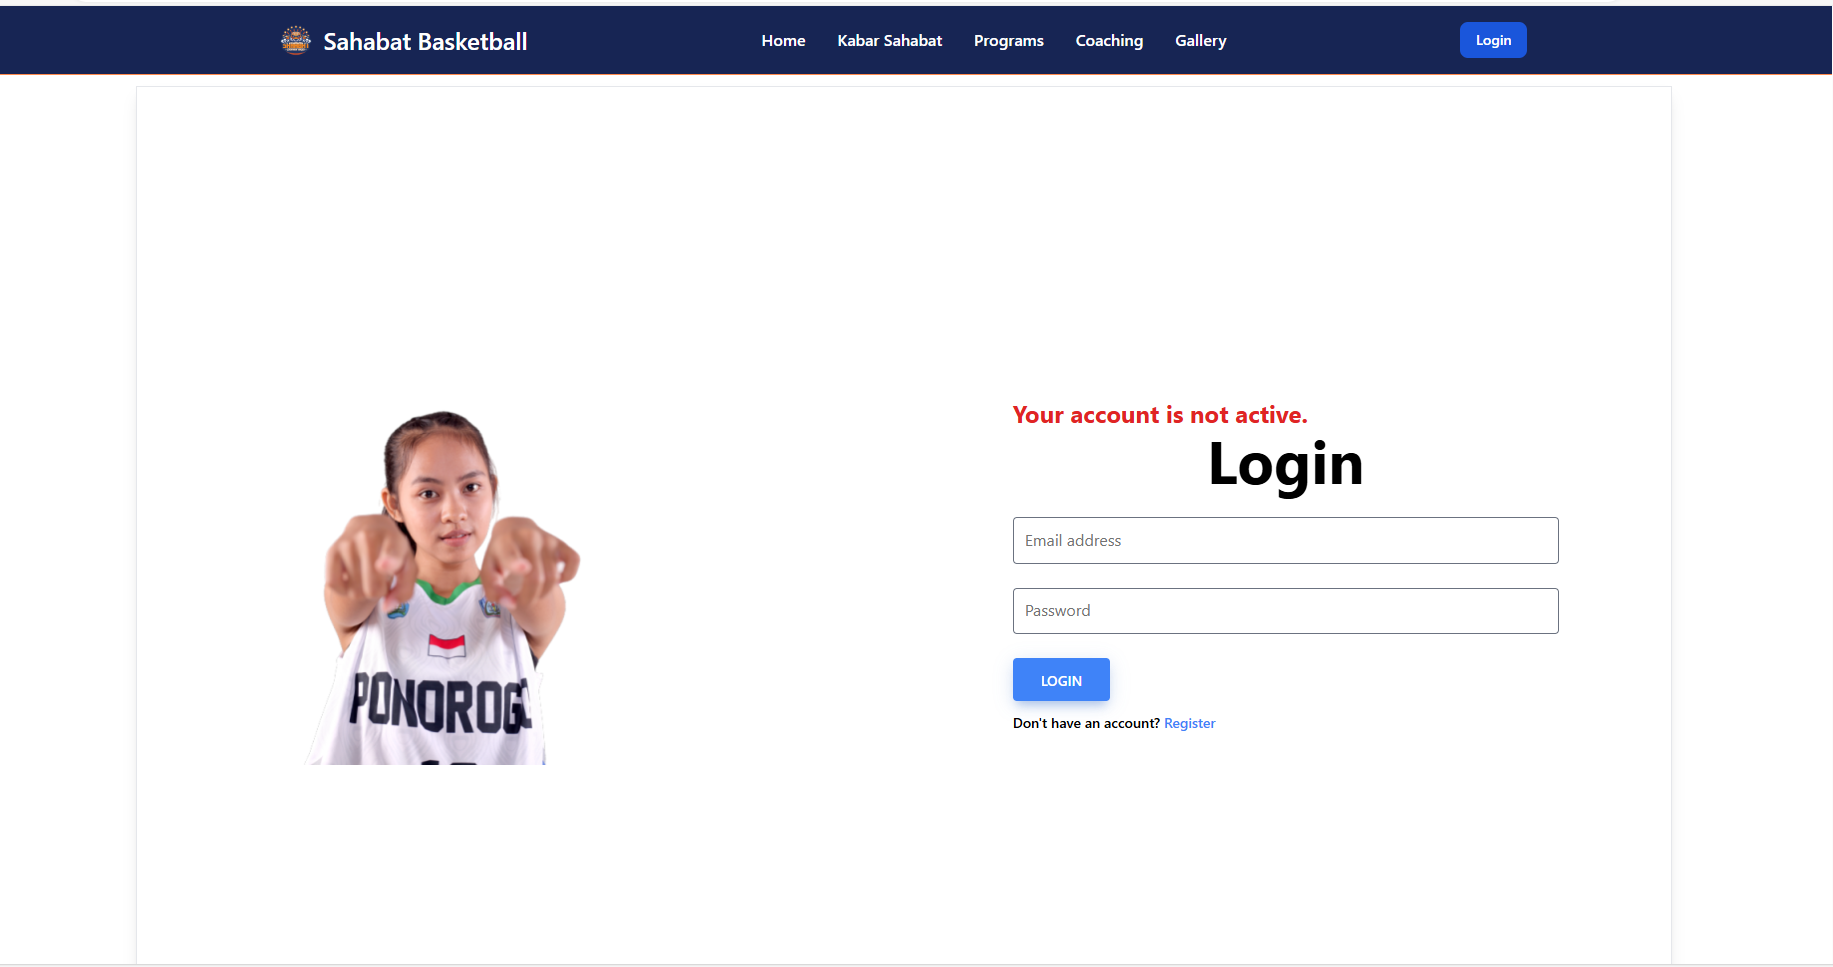 Sahabat Basketball
Home
Kabar Sahabat
Programs
Coaching
Gallery
Login
Your account is not active.
Login
Email address
Password
LOGIN
Don't have an account? Register
PONOROGO